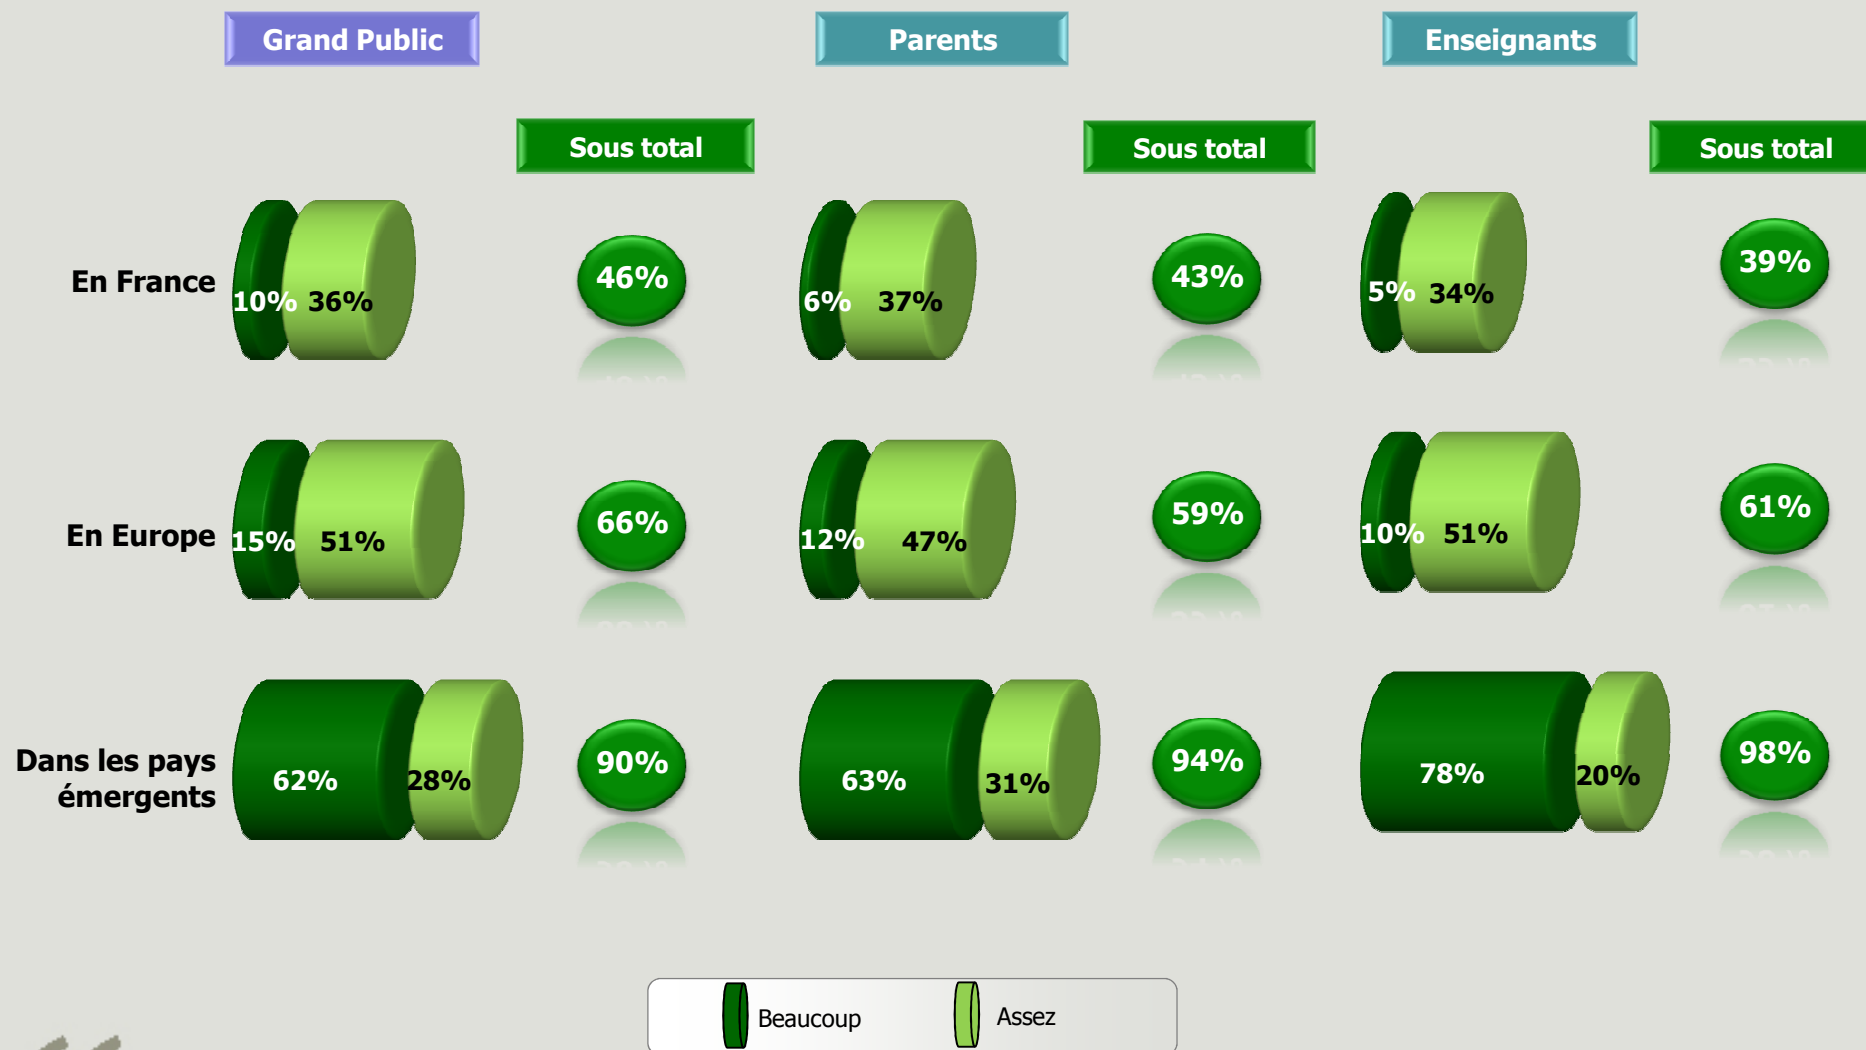 Grand Public
Parents
Enseignants
Sous total
Sous total
Sous total
En France
10% 36%
46%
6% 37%
43%
5% 34%
39%
En Europe
15% 51%
66%
12% 47%
59%
10% 51%
61%
Dans les pays
émergents
62% 28%
90%
63% 31%
94%
78% 20%
98%
Beaucoup
Assez